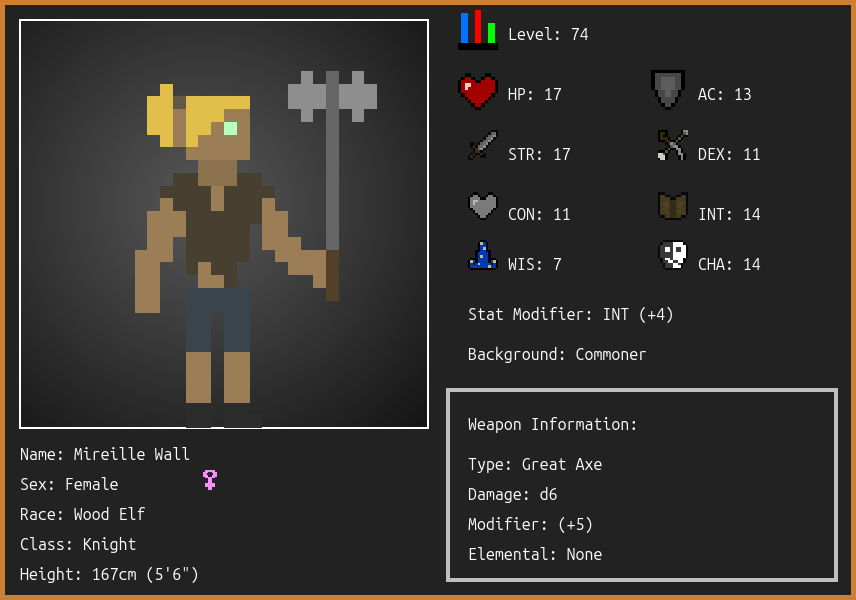 Level: 74
HP: 17
AC: 13
STR: 17
DEX: 11
CON: 11
INT: 14
WIS: 7
CHA: 14
Stat Modifier: INT (+4)
Background: Commoner
Weapon Information:
Type: Great Axe
Damage: d6
Modifier: (+5)
Elemental: None
Name: Mireille Wall
Sex: Female
Race: Wood Elf
Class: Knight
Height: 167cm (5'6")